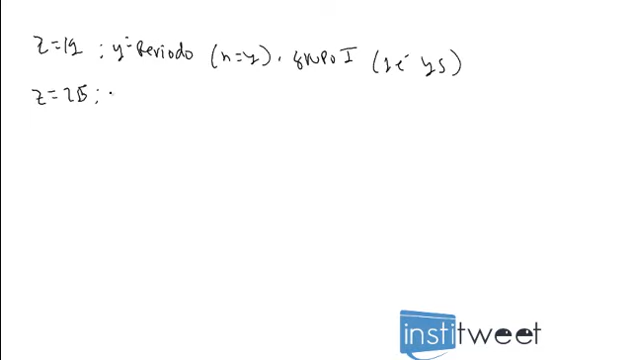 Z=19 ; 4º Periodo (n=4). grupo I (1e⁻ 4s)
Z=25; .
institweet